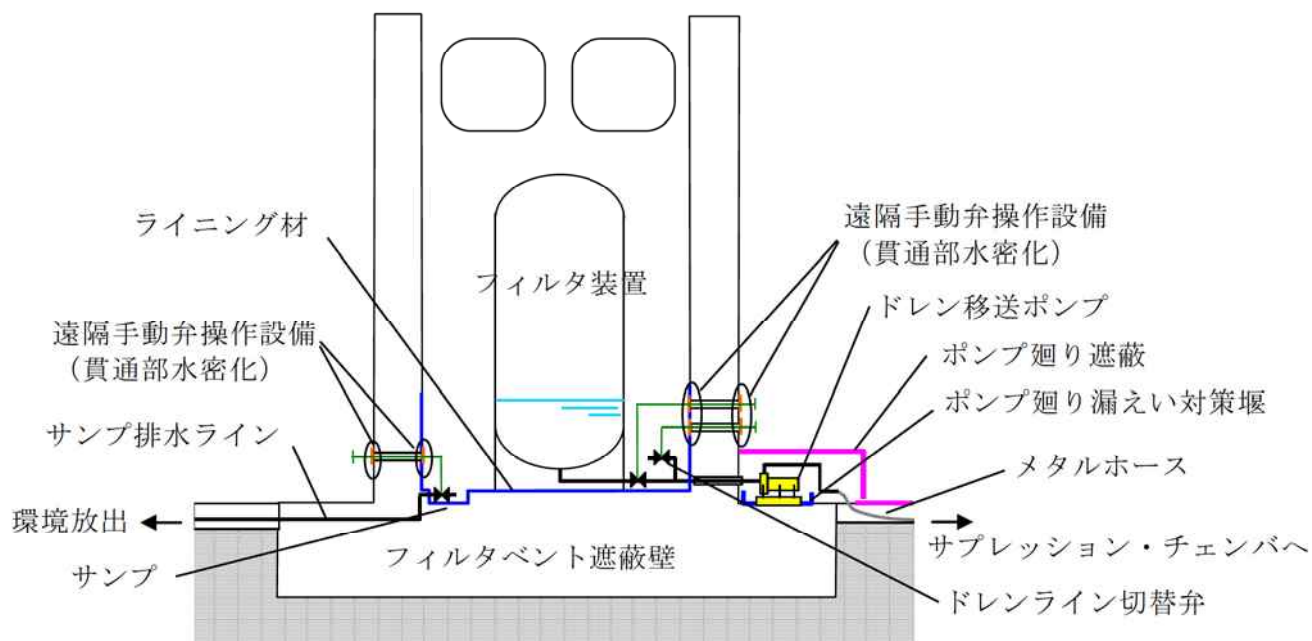 ライニング材
フィルタ装置
遠隔手動弁操作設備
（貫通部水密化）
サンプ排水ライン
環境放出
サンプ
フィルタベント遮蔽壁
遠隔手動弁操作設備
（貫通部水密化）
ドレン移送ポンプ
ポンプ廻り遮蔽
ポンプ廻り漏えい対策堰
メタルホース
サプレッション・チェンバへ
ドレンライン切替弁